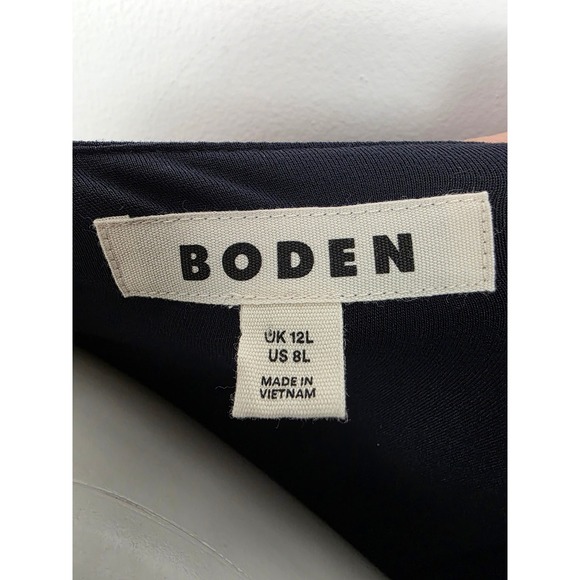 BODEN
UK 12L
US 8L
MADE IN
VIETNAM